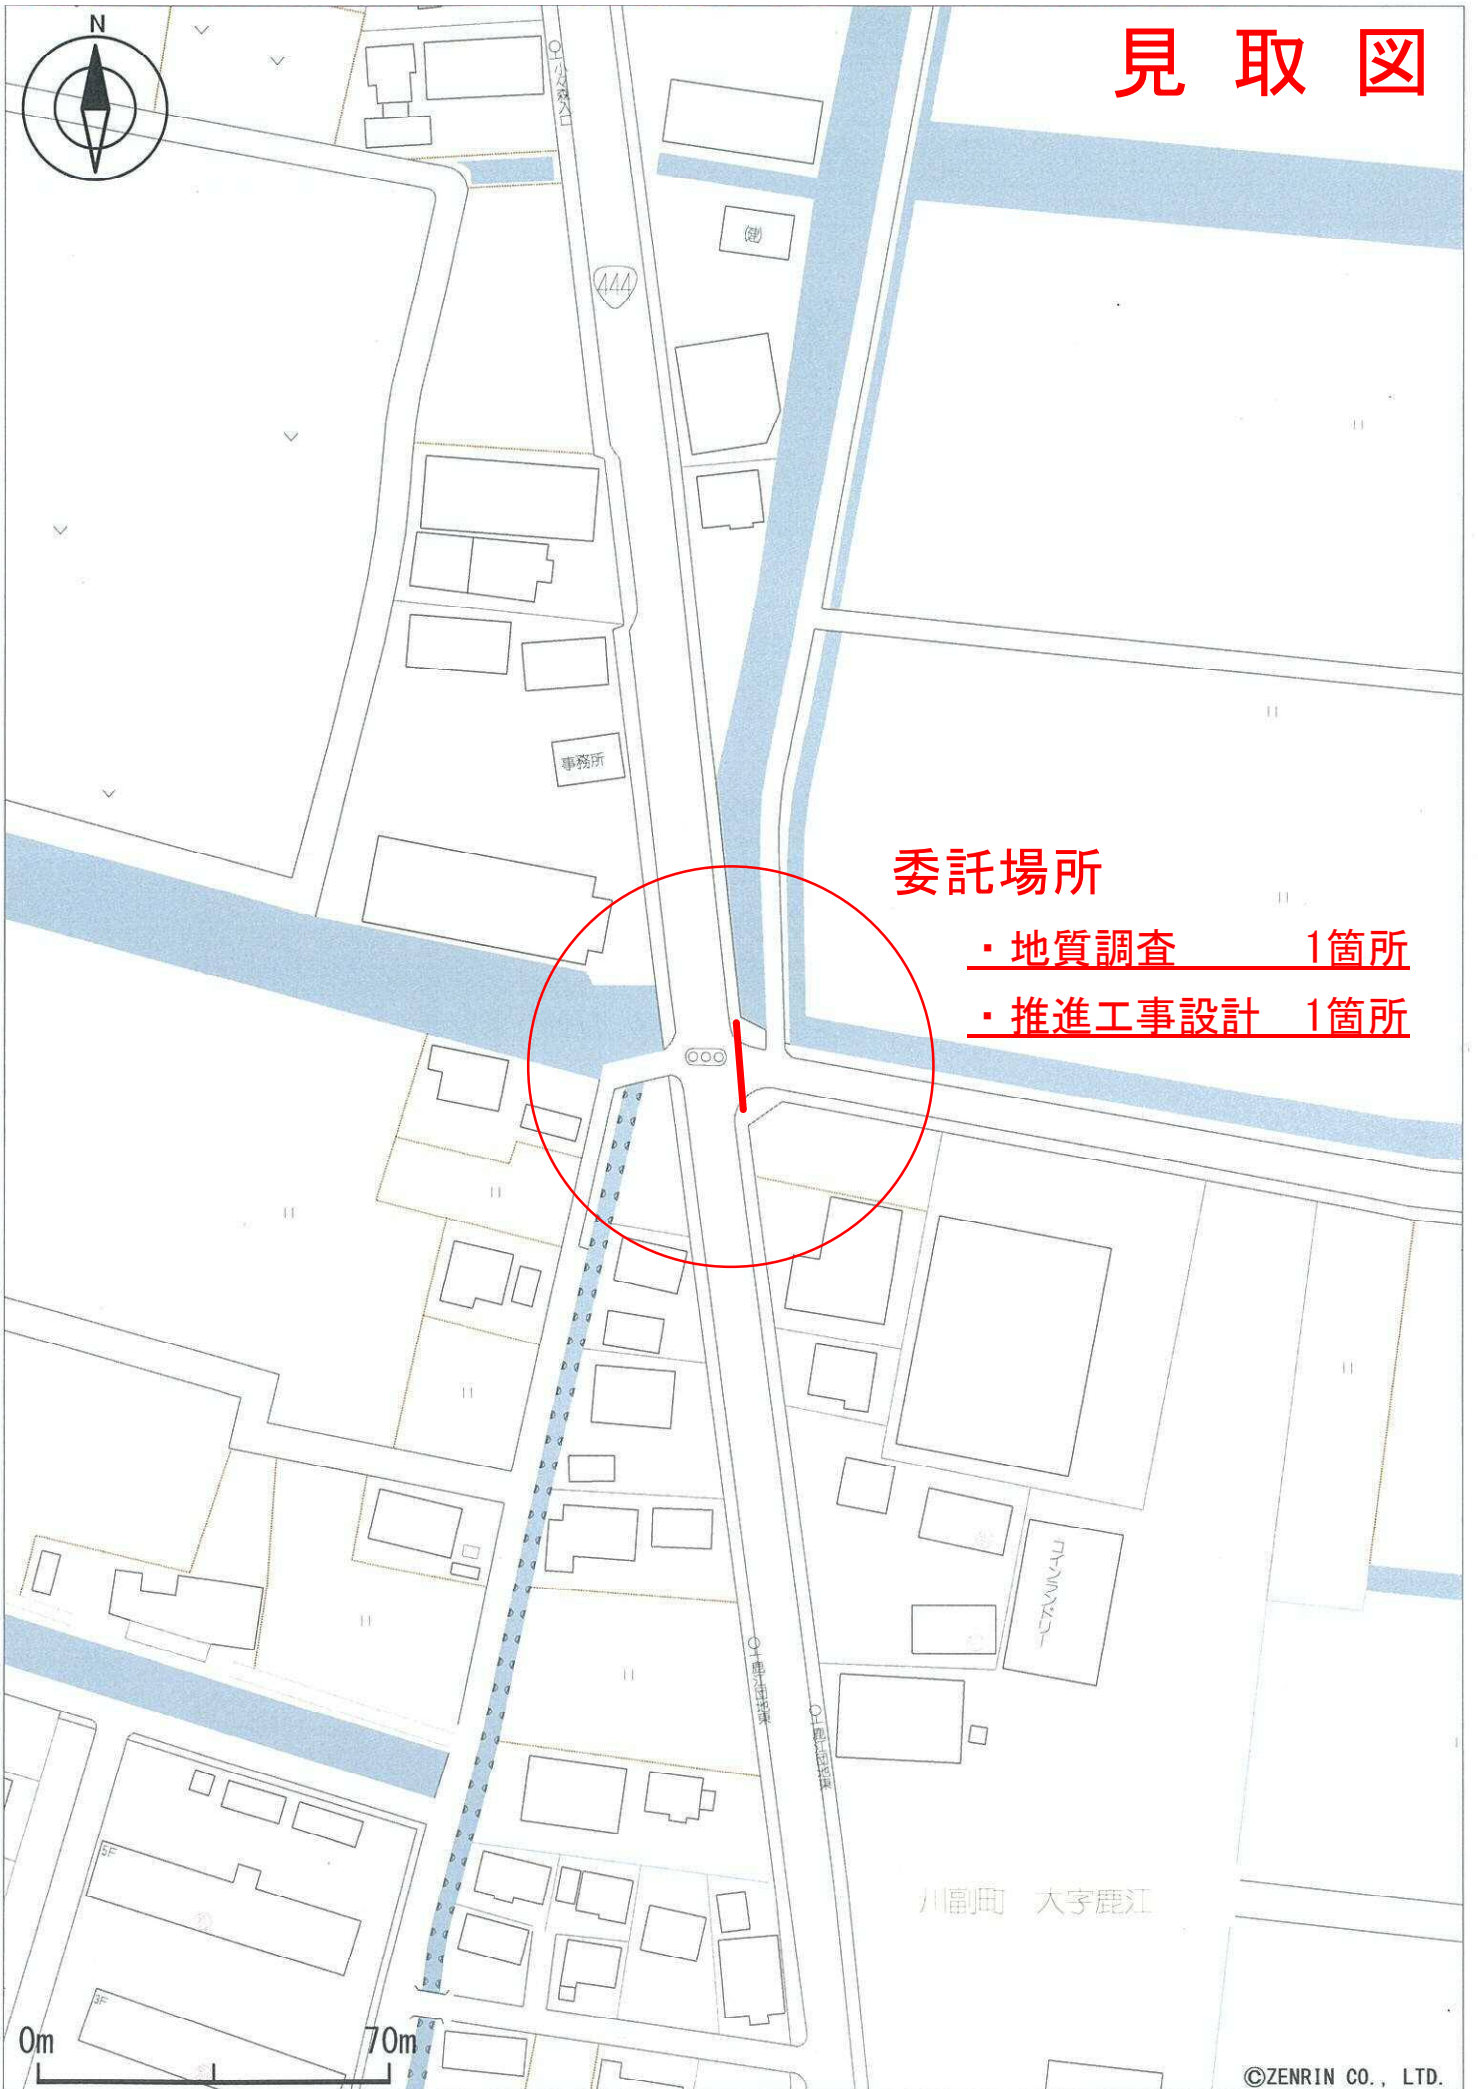 見取図
N
444
事務所
委託場所
・地質調査　1箇所
・推進工事設計　1箇所
コインランドリー
川副町　大字鹿江
5F
3F
0m 70m
©ZENRIN CO., LTD.